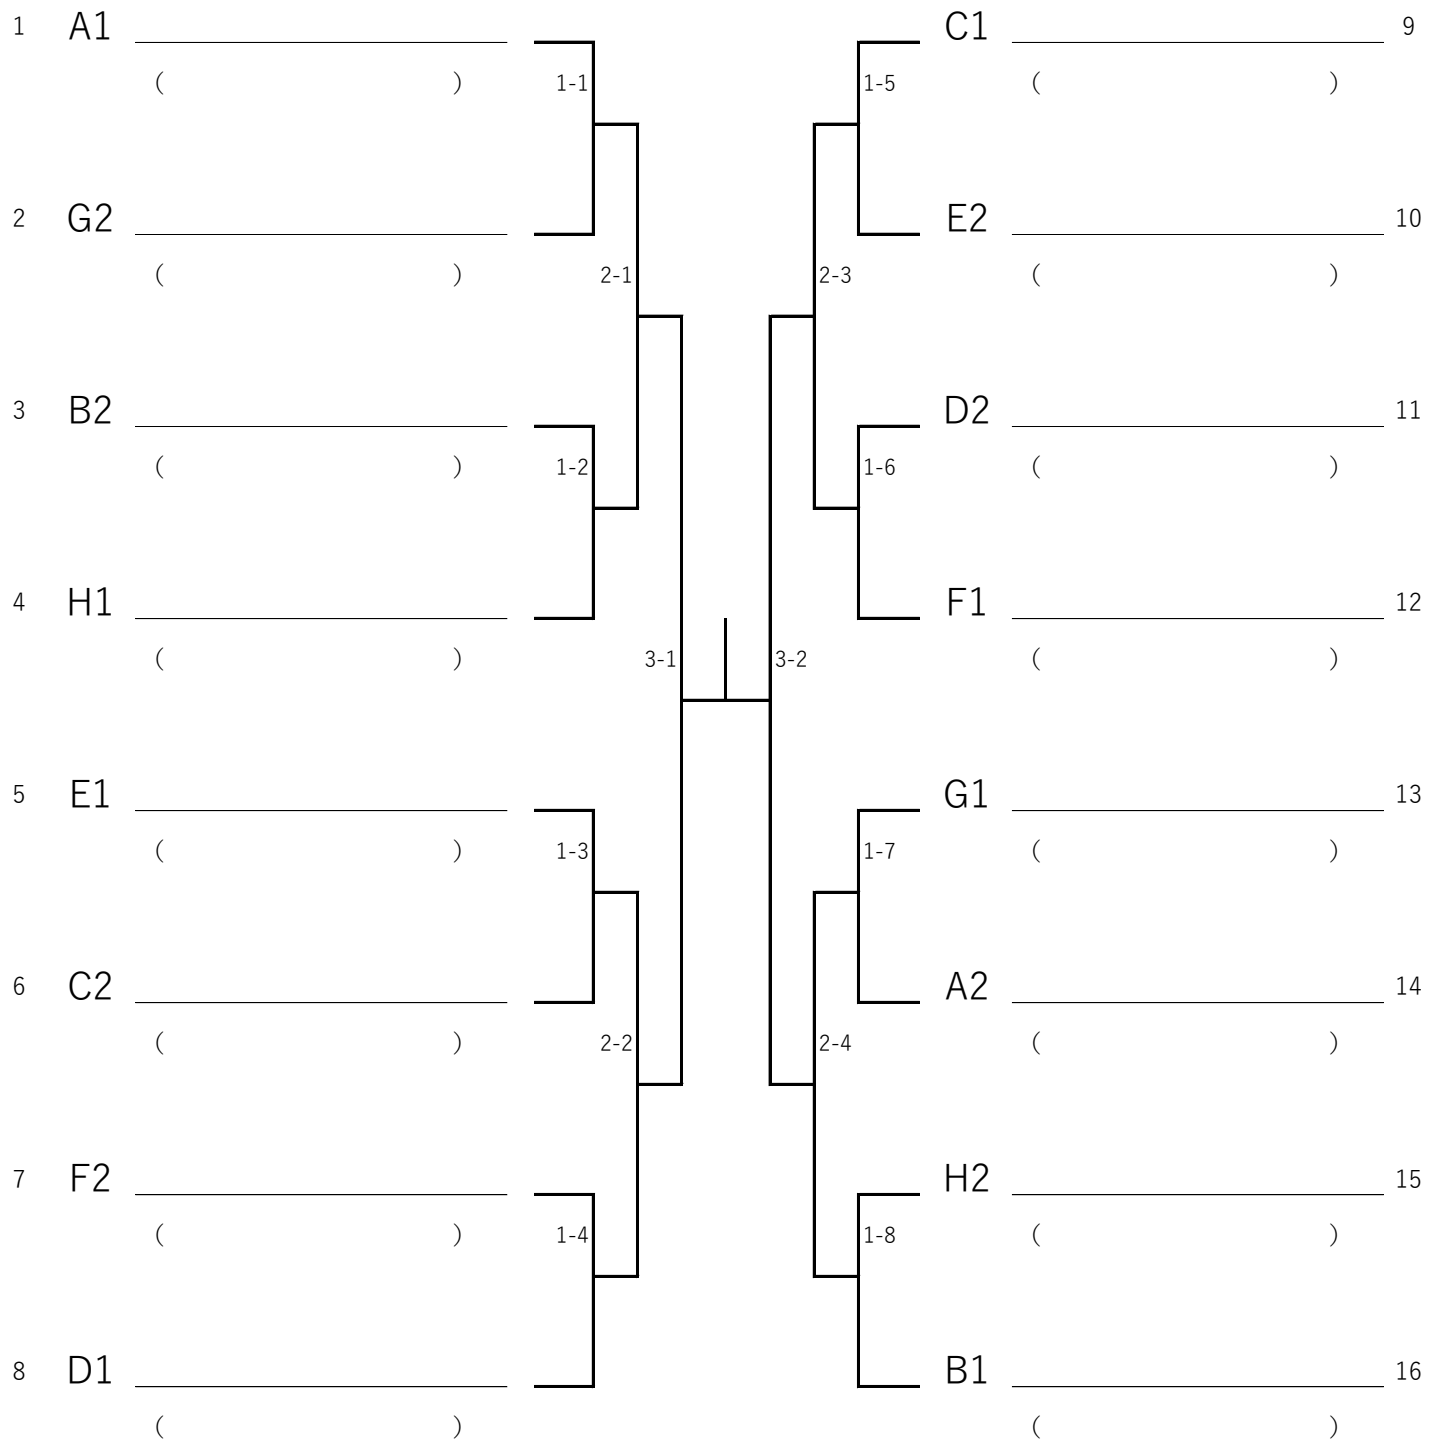 1 A1 C1 9
( ) 1-1 1-5 ( )
2 G2 E2 10
( ) 2-1 2-3 ( )
3 B2 D2 11
( ) 1-2 1-6 ( )
4 H1 F1 12
( ) 3-1 3-2 ( )
5 E1 G1 13
( ) 1-3 1-7 ( )
6 C2 A2 14
( ) 2-2 2-4 ( )
7 F2 H2 15
( ) 1-4 1-8 ( )
8 D1 B1 16
( ) ( )